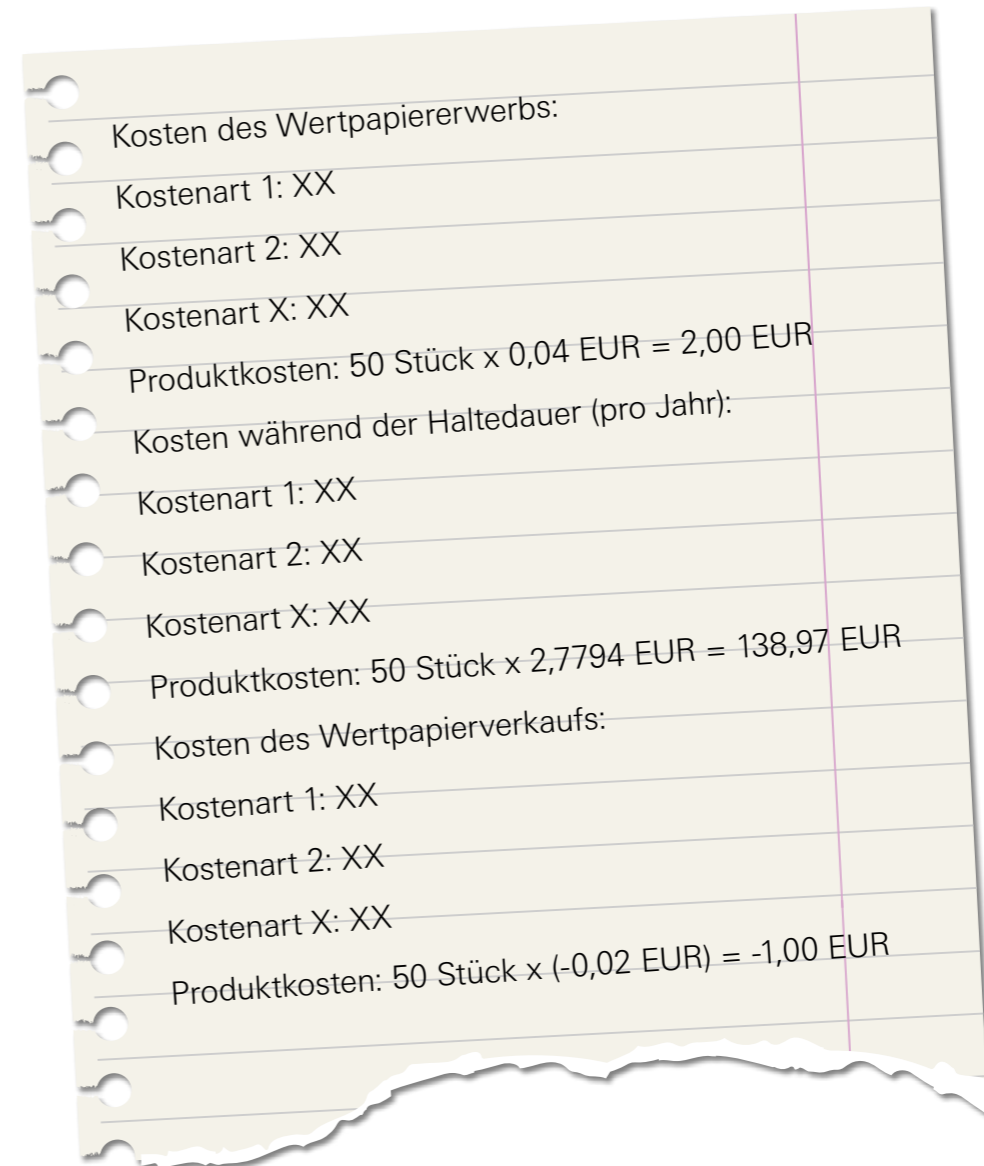 Kosten des Wertpapiererwerbs:
Kostenart 1: XX
Kostenart 2: XX
Kostenart X: XX
Produktkosten: 50 Stück x 0,04 EUR = 2,00 EUR
Kosten während der Haltedauer (pro Jahr):
Kostenart 1: XX
Kostenart 2: XX
Kostenart X: XX
Produktkosten: 50 Stück x 2,7794 EUR = 138,97 EUR
Kosten des Wertpapierverkaufs:
Kostenart 1: XX
Kostenart 2: XX
Kostenart X: XX
Produktkosten: 50 Stück x (-0,02 EUR) = -1,00 EUR